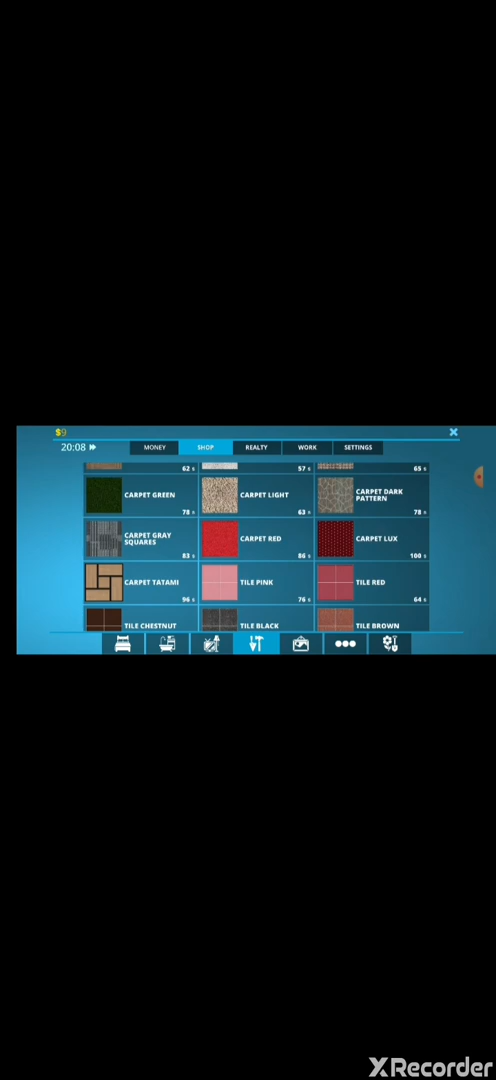 $9
20:08
MONEY SHOP REALTY WORK SETTINGS
62 $ 57 $ 65 $
CARPET GREEN
78 $
CARPET LIGHT
63 $
CARPET DARK
PATTERN
78 $
CARPET GRAY
SQUARES
83 $
CARPET RED
86 $
CARPET LUX
100 $
CARPET TATAMI
96 $
TILE PINK
76 $
TILE RED
64 $
TILE CHESTNUT
TILE BLACK
TILE BROWN
XRecorder